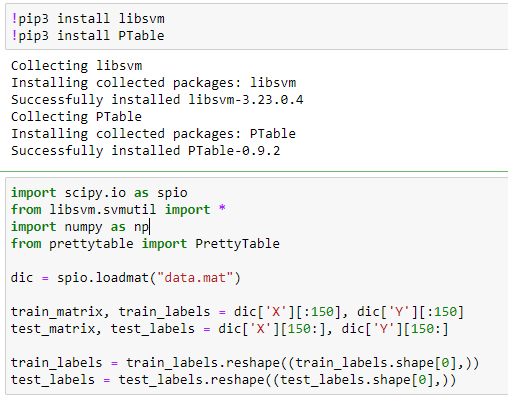 !pip3 install libsvm
!pip3 install PTable
Collecting libsvm
Installing collected packages: libsvm
Successfully installed libsvm-3.23.0.4
Collecting PTable
Installing collected packages: PTable
Successfully installed PTable-0.9.2
import scipy.io as spio
from libsvm.svmutil import *
import numpy as np
from prettytable import PrettyTable
dic = spio.loadmat("data.mat")
train_matrix, train_labels = dic['X'][:150], dic['Y'][:150]
test_matrix, test_labels = dic['X'][150:], dic['Y'][150:]
train_labels = train_labels.reshape((train_labels.shape[0],))
test_labels = test_labels.reshape((test_labels.shape[0],))